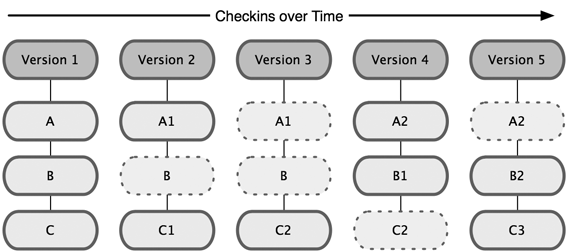 Checkins over Time
Version 1 Version 2 Version 3 Version 4 Version 5
A A1 A1 A2 A2
B B B B1 B2
C C1 C2 C2 C3